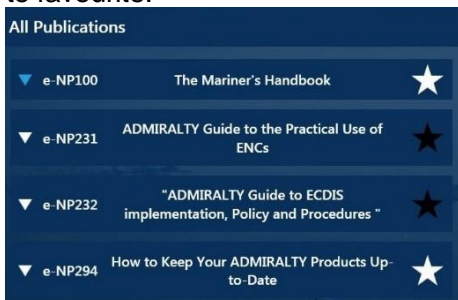 All Publications
e-NP100 The Mariner's Handbook
ADMIRALTY Guide to the Practical Use of
e-NP231
ENCs
"ADMIRALTY Guide to ECDIS
e-NP232
implementation, Policy and Procedures "
How to Keep Your ADMIRALTY Products Up-
e-NP294
to-Date